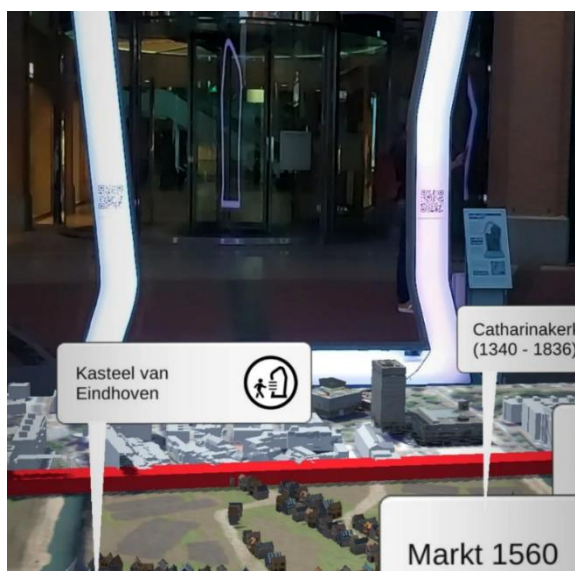 Kasteel van
Eindhoven
Catharinakerk
(1340 - 1836)
Markt 1560